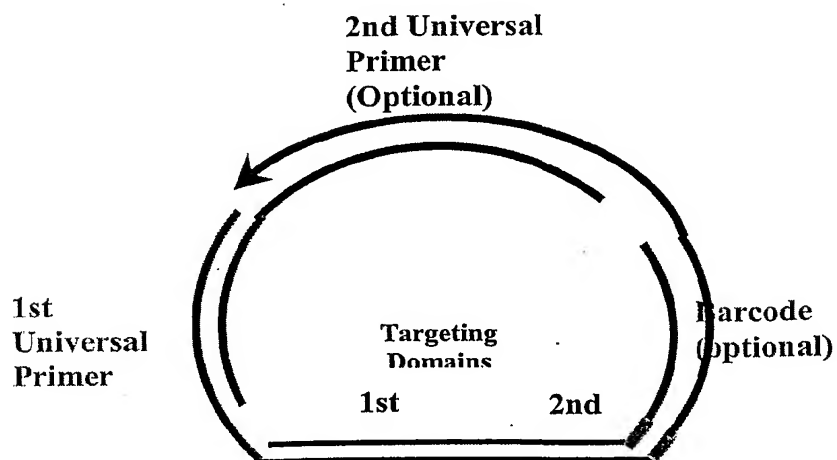 2nd Universal
Primer
(Optional)
1st
Universal
Primer
Targeting
Domains
1st
2nd
Barcode
(optional)